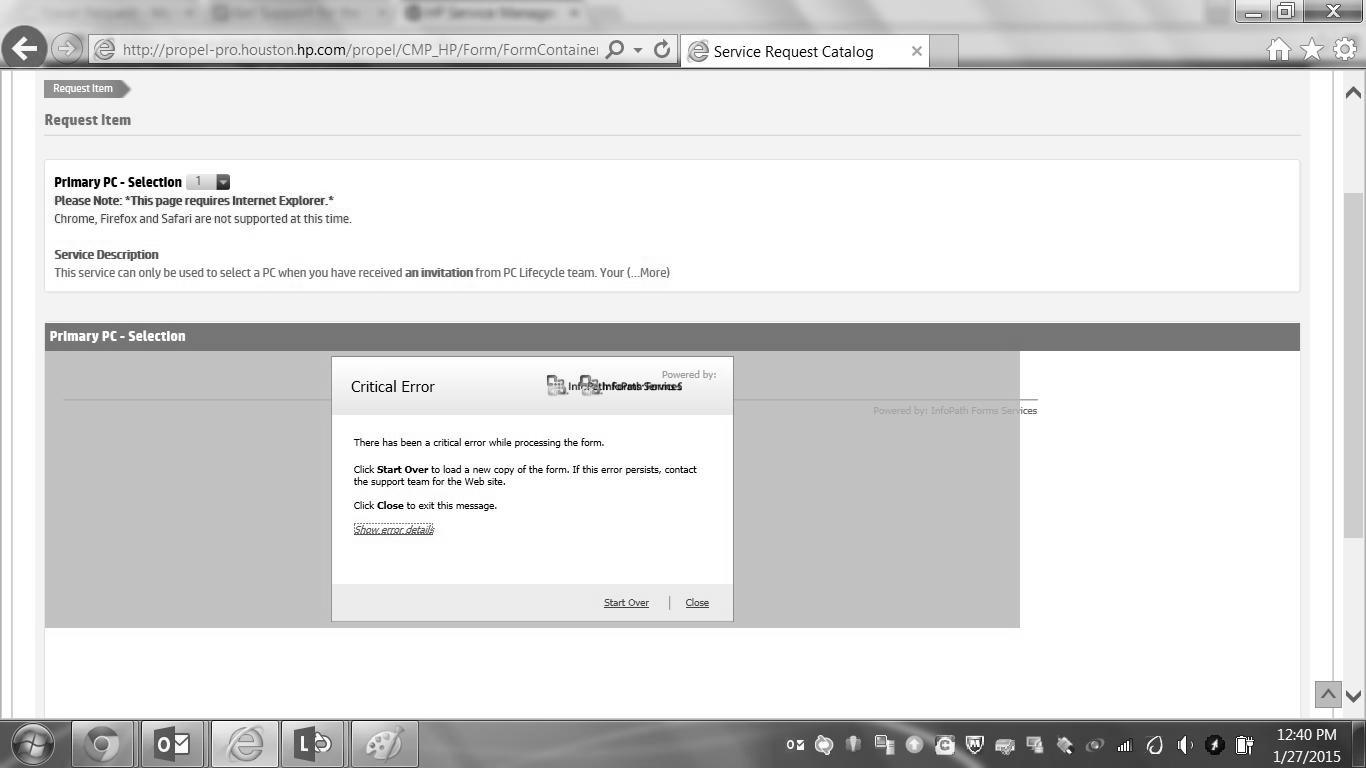 HP Service Manage
http://propel-pro.houston.hp.com/propel/CMP_HP/Form/FormContainer
Service Request Catalog
Request Item
Request Item
Primary PC - Selection 1
Please Note: *This page requires Internet Explorer.*
Chrome, Firefox and Safari are not supported at this time.
Service Description
This service can only be used to select a PC when you have received an invitation from PC Lifecycle team. Your (...More)
Primary PC - Selection
Powered by:
Critical Error
InfoPath Forms Services
Powered by: InfoPath Forms Services
There has been a critical error while processing the form.
Click Start Over to load a new copy of the form. If this error persists, contact
the support team for the Web site.
Click Close to exit this message.
Show error details
Start Over | Close
12:40 PM
1/27/2015